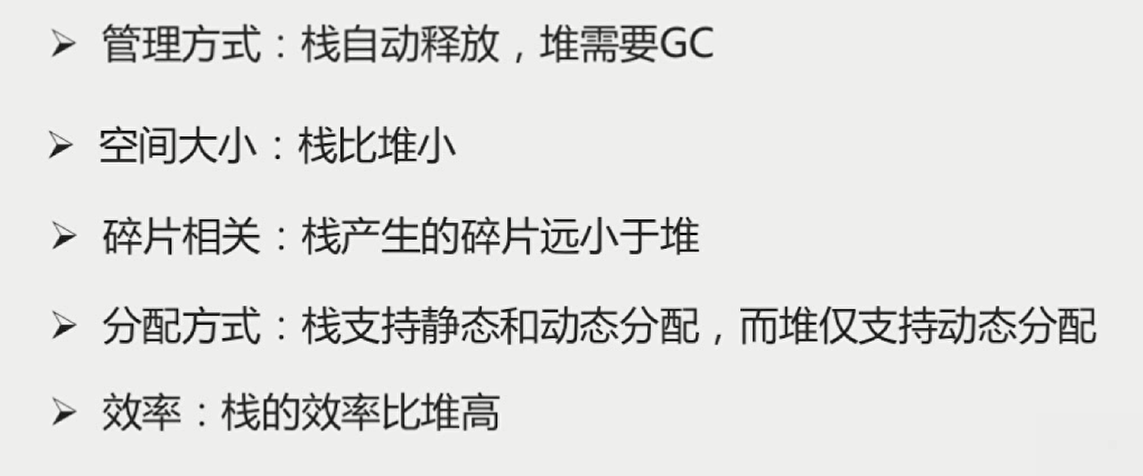 ➢ 管理方式：栈自动释放，堆需要GC
➢ 空间大小：栈比堆小
➢ 碎片相关：栈产生的碎片远小于堆
➢ 分配方式：栈支持静态和动态分配，而堆仅支持动态分配
➢ 效率：栈的效率比堆高